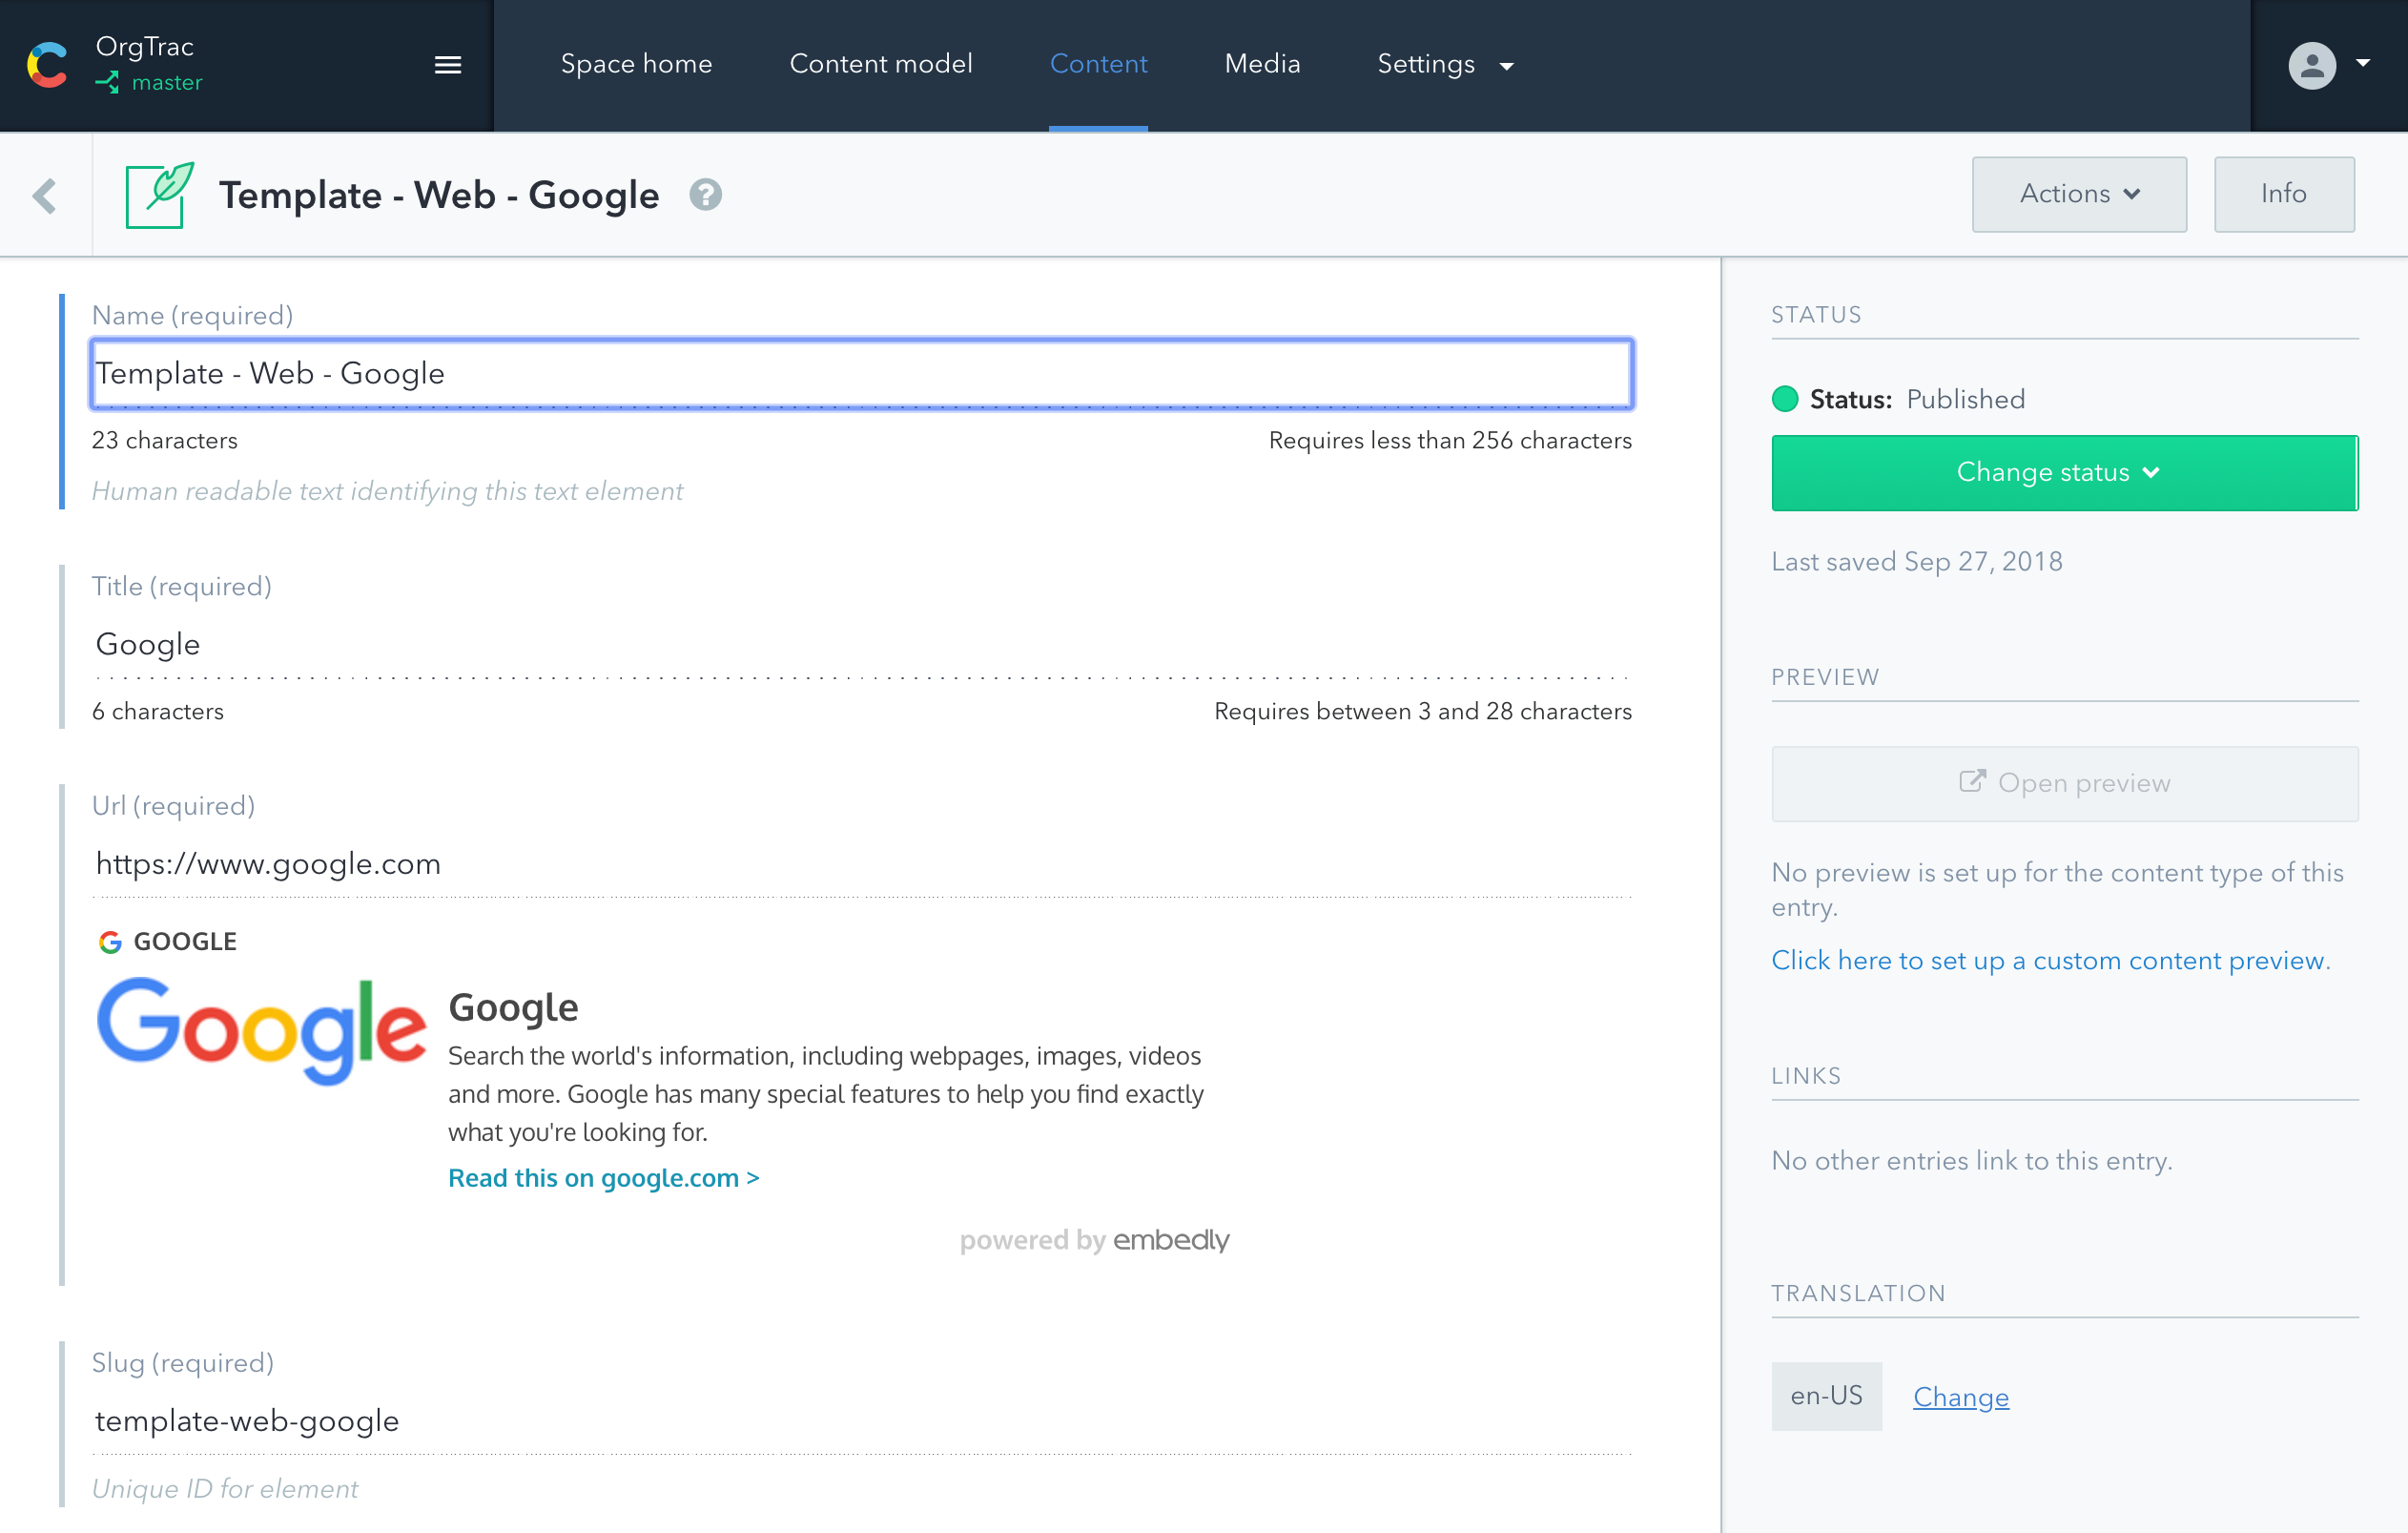 OrgTrac
master
Space home
Content model
Content
Media
Settings
Template - Web - Google
?
Actions
Info
Name (required)
Template - Web - Google
23 characters
Requires less than 256 characters
Human readable text identifying this text element
Title (required)
Google
6 characters
Requires between 3 and 28 characters
Url (required)
https://www.google.com
GOOGLE
Google
Google
Search the world's information, including webpages, images, videos
and more. Google has many special features to help you find exactly
what you're looking for.
Read this on google.com >
powered by embedly
Slug (required)
template-web-google
Unique ID for element
STATUS
Status: Published
Change status
Last saved Sep 27, 2018
PREVIEW
Open preview
No preview is set up for the content type of this
entry.
Click here to set up a custom content preview.
LINKS
No other entries link to this entry.
TRANSLATION
en-US
Change